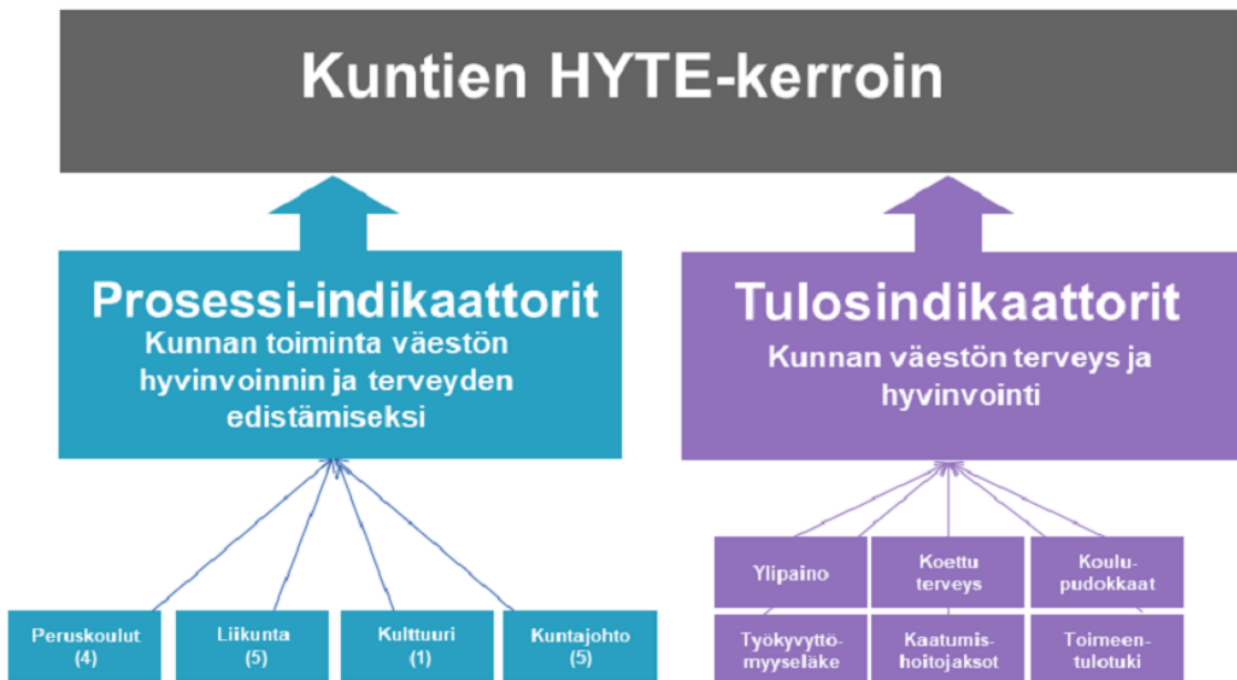 Kuntien HYTE-kerroin
Prosessi-indikaattorit
Kunnan toiminta väestön
hyvinvoinnin ja terveyden
edistämiseksi
Tulosindikaattorit
Kunnan väestön terveys ja
hyvinvointi
Peruskoulut
(4)
Liikunta
(5)
Kulttuuri
(1)
Kuntajohto
(5)
Ylipaino
Koettu
terveys
Koulu-
pudokkaat
Työkyvyttö-
myyseläke
Kaatumis-
hoitojaksot
Toimeen-
tulotuki